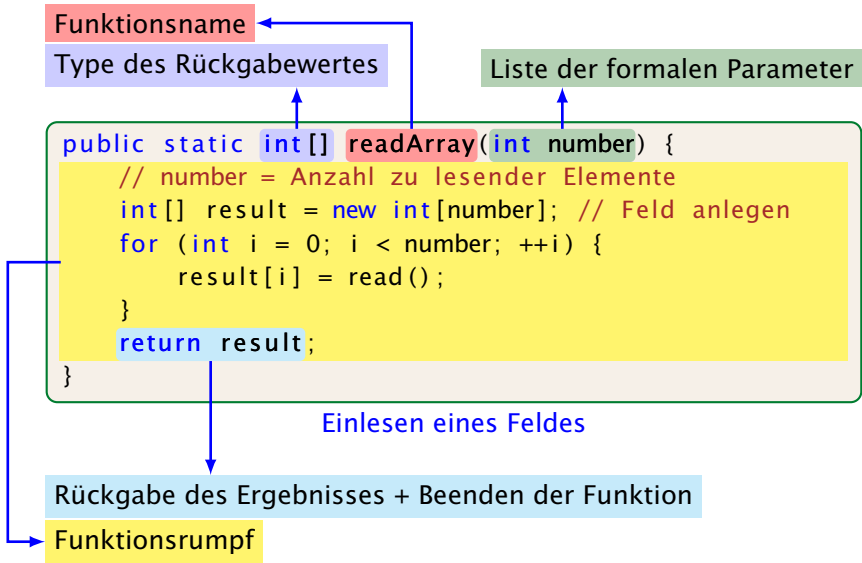 Funktionsname
Type des Rückgabewertes
Liste der formalen Parameter
public static int[] readArray(int number) {
    // number = Anzahl zu lesender Elemente
    int[] result = new int[number]; // Feld anlegen
    for (int i = 0; i < number; ++i) {
        result[i] = read();
    }
    return result;
}
Einlesen eines Feldes
Rückgabe des Ergebnisses + Beenden der Funktion
Funktionsrumpf